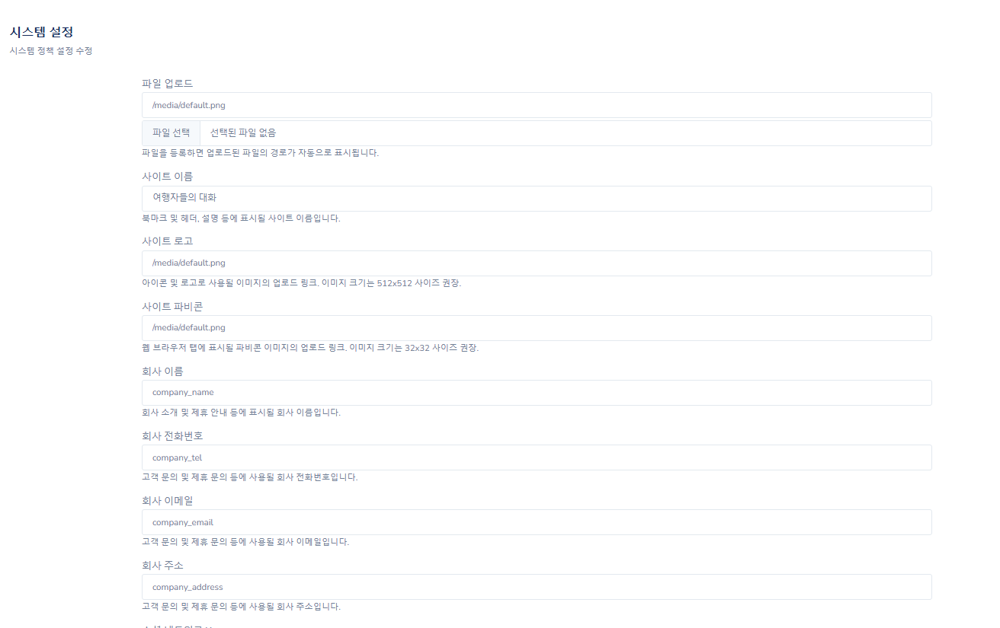 시스템 설정
시스템 정책 설정 수정
파일 업로드
/media/default.png
파일 선택 선택된 파일 없음
파일을 등록하면 업로드된 파일의 경로가 자동으로 표시됩니다.
사이트 이름
여행자들의 대화
북마크 및 헤더, 설명 등에 표시될 사이트 이름입니다.
사이트 로고
/media/default.png
아이콘 및 로고로 사용될 이미지의 업로드 링크. 이미지 크기는 512x512 사이즈 권장.
사이트 파비콘
/media/default.png
웹 브라우저 탭에 표시될 파비콘 이미지의 업로드 링크. 이미지 크기는 32x32 사이즈 권장.
회사 이름
company_name
회사 소개 및 제휴 안내 등에 표시될 회사 이름입니다.
회사 전화번호
company_tel
고객 문의 및 제휴 문의 등에 사용될 회사 전화번호입니다.
회사 이메일
company_email
고객 문의 및 제휴 문의 등에 사용될 회사 이메일입니다.
회사 주소
company_address
고객 문의 및 제휴 문의 등에 사용될 회사 주소입니다.